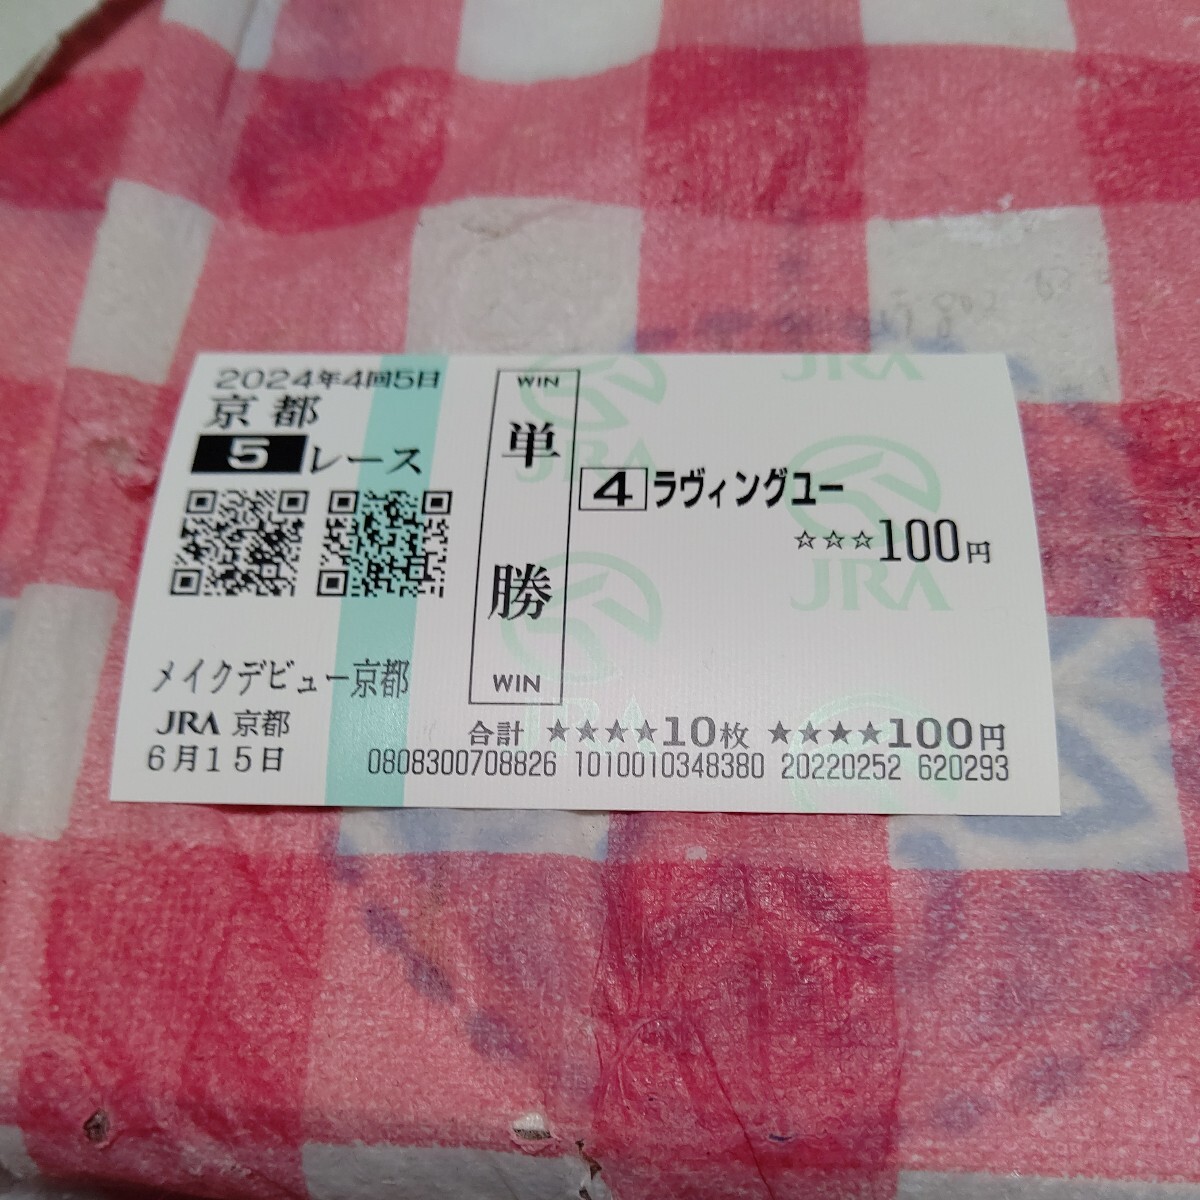 2024年4回5日
京都
5レース
メイクデビュー京都
JRA 京都
6月15日
WIN
単勝
WIN
4 ラヴィングユー
☆☆☆100円
合計 ★★★★10枚 ★★★★100円
0808300708826 1010010348380 20220252 620293
JRA
JRA
JRA